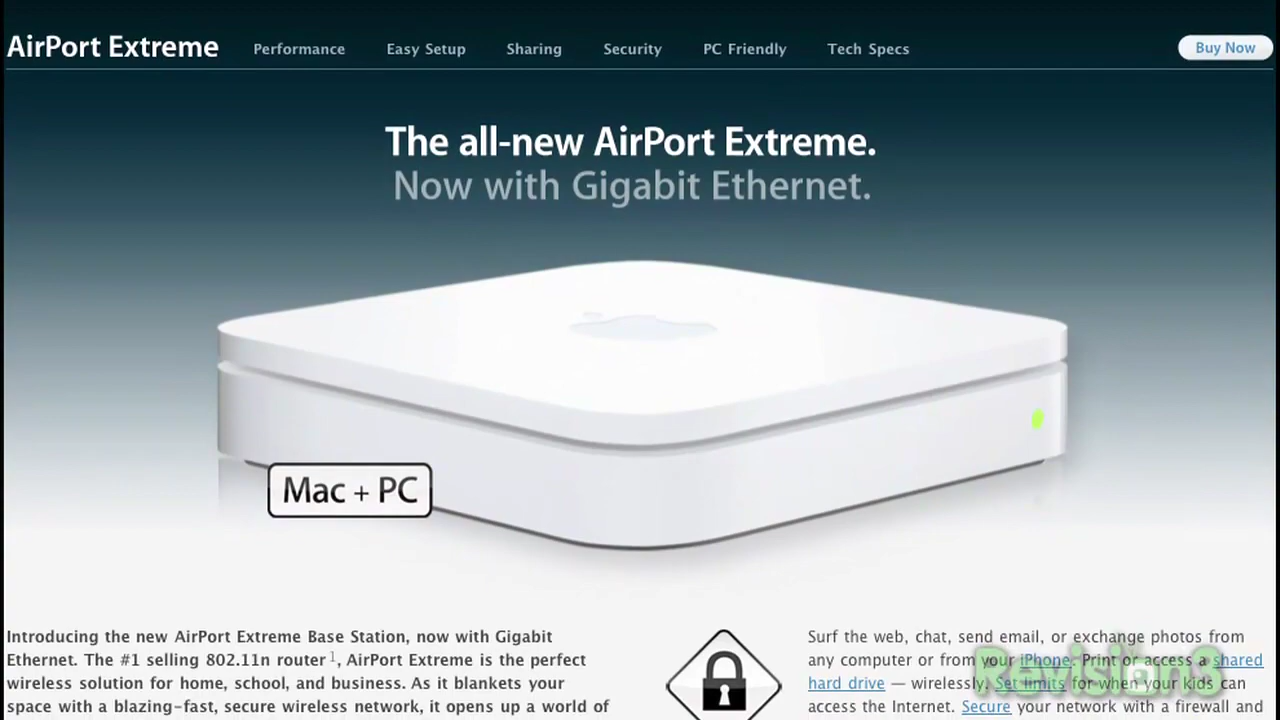 AirPort Extreme
Performance
Easy Setup
Sharing
Security
PC Friendly
Tech Specs
Buy Now
The all-new AirPort Extreme.
Now with Gigabit Ethernet.
Mac + PC
Introducing the new AirPort Extreme Base Station, now with Gigabit
Ethernet. The #1 selling 802.11n router1, AirPort Extreme is the perfect
wireless solution for home, school, and business. As it blankets your
space with a blazing-fast, secure wireless network, it opens up a world of
Surf the web, chat, send email, or exchange photos from
any computer or from your iPhone. Print or access a shared
hard drive — wirelessly. Set limits for when your kids can
access the Internet. Secure your network with a firewall and
Revision3